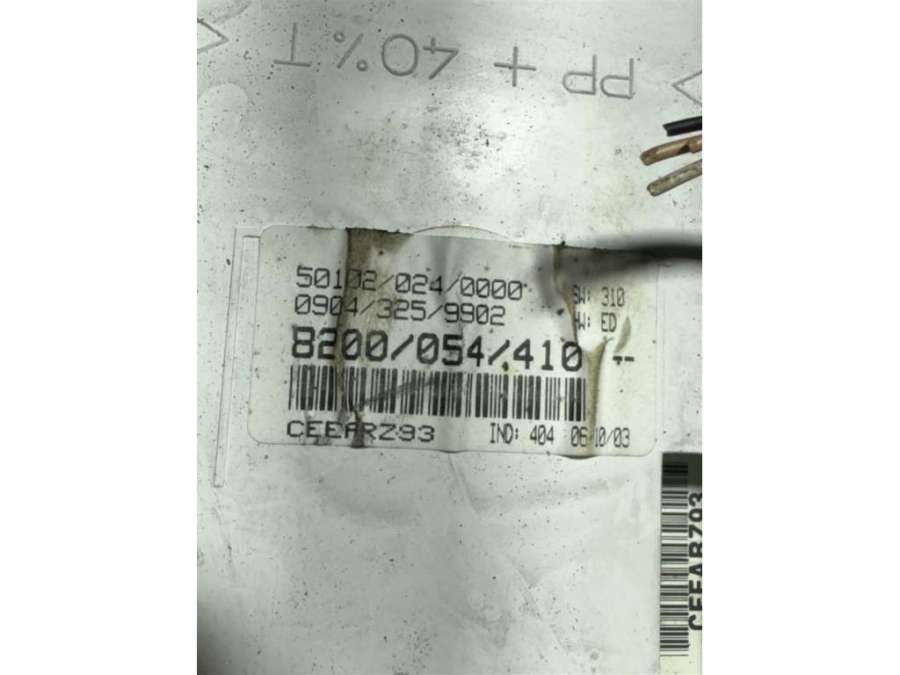 > PP + 40%T <
50102/024/0000 SW: 310
0904/325/9902 HW: ED
8200/054/410 --
CEEARZ93 IND: 404 06/10/03
CEEARZ93